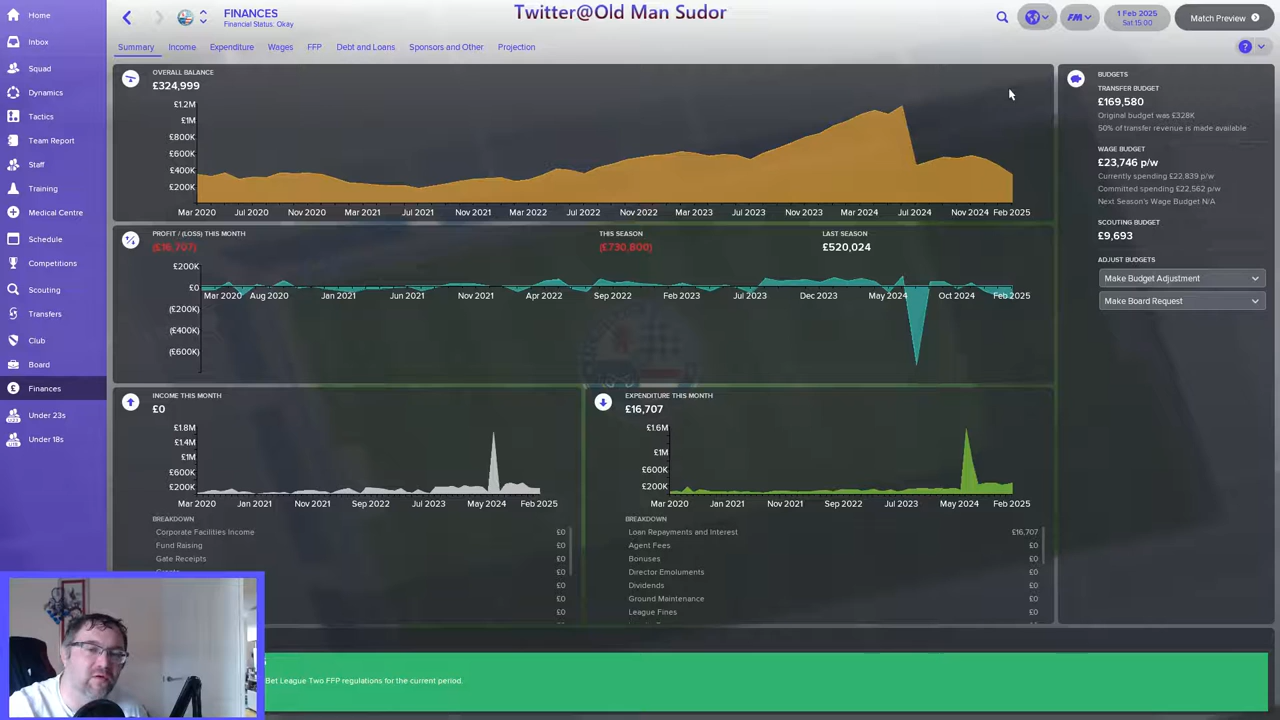 Twitter@Old Man Sudor
Home
Inbox
Squad
Dynamics
Tactics
Team Report
Staff
Training
Medical Centre
Schedule
Competitions
Scouting
Transfers
Club
Board
Finances
Under 23s
Under 18s
FINANCES
Financial Status: Okay
FM
1 Feb 2025
Sat 15:00
Match Preview
Summary Income Expenditure Wages FFP Debt and Loans Sponsors and Other Projection
OVERALL BALANCE
£324,999
£1.2M
£1M
£800K
£600K
£400K
£200K
Mar 2020 Jul 2020 Nov 2020 Mar 2021 Jul 2021 Nov 2021 Mar 2022 Jul 2022 Nov 2022 Mar 2023 Jul 2023 Nov 2023 Mar 2024 Jul 2024 Nov 2024 Feb 2025
PROFIT / (LOSS) THIS MONTH
(£16,707)
THIS SEASON
(£730,800)
LAST SEASON
£520,024
£200K
£0
(£200K)
(£400K)
(£600K)
Mar 2020 Aug 2020 Jan 2021 Jun 2021 Nov 2021 Apr 2022 Sep 2022 Feb 2023 Jul 2023 Dec 2023 May 2024 Oct 2024 Feb 2025
INCOME THIS MONTH
£0
£1.8M
£1.4M
£1M
£600K
£200K
Mar 2020 Jan 2021 Nov 2021 Sep 2022 Jul 2023 May 2024 Feb 2025
BREAKDOWN
Corporate Facilities Income £0
Fund Raising £0
Gate Receipts £0
£0
£0
£0
£0
EXPENDITURE THIS MONTH
£16,707
£1.6M
£1M
£600K
£200K
Mar 2020 Jan 2021 Nov 2021 Sep 2022 Jul 2023 May 2024 Feb 2025
BREAKDOWN
Loan Repayments and Interest £16,707
Agent Fees £0
Bonuses £0
Director Emoluments £0
Dividends £0
Ground Maintenance £0
League Fines £0
BUDGETS
TRANSFER BUDGET
£169,580
Original budget was £328K
50% of transfer revenue is made available
WAGE BUDGET
£23,746 p/w
Currently spending £22,839 p/w
Committed spending £22,562 p/w
Next Season's Wage Budget N/A
SCOUTING BUDGET
£9,693
ADJUST BUDGETS
Make Budget Adjustment
Make Board Request
Bet League Two FFP regulations for the current period.